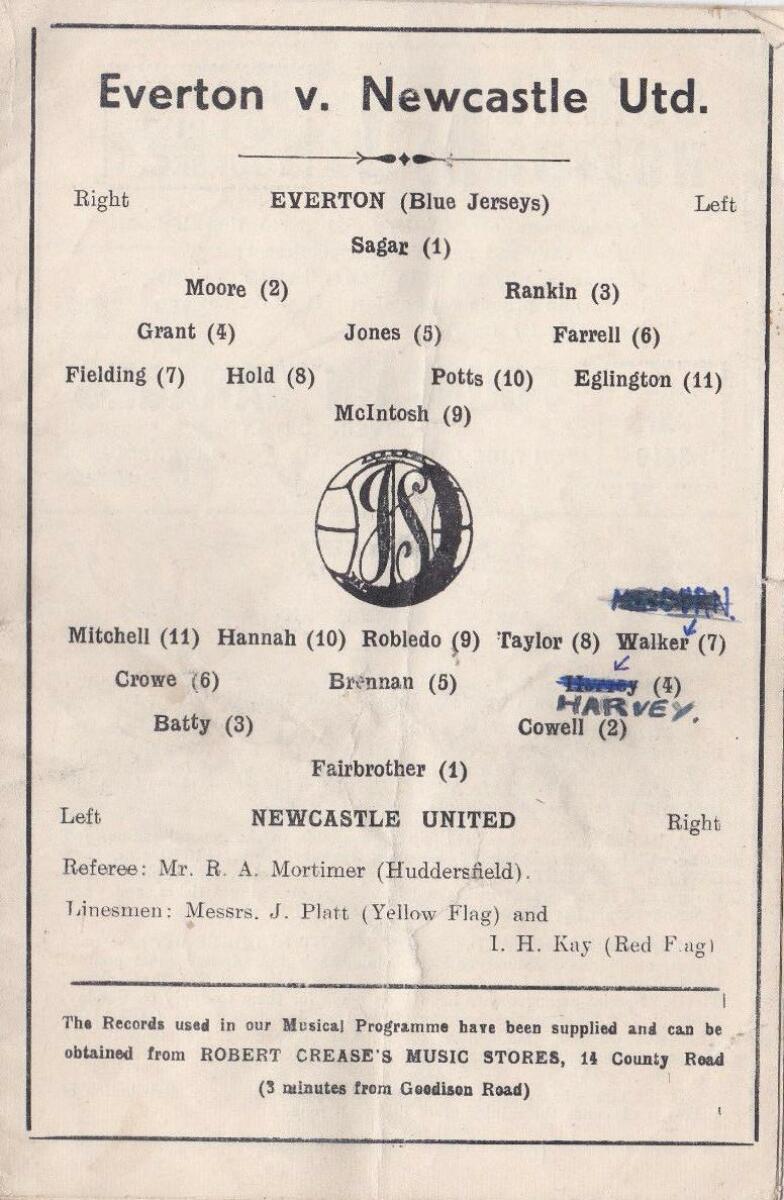 Everton v. Newcastle Utd.
Right EVERTON (Blue Jerseys) Left
Sagar (1)
Moore (2) Rankin (3)
Grant (4) Jones (5) Farrell (6)
Fielding (7) Hold (8) Potts (10) Eglington (11)
McIntosh (9)
Mitchell (11) Hannah (10) Robledo (9) Taylor (8) Walker (7)
Crowe (6) Brennan (5) (4)
HARVEY.
Batty (3) Cowell (2)
Fairbrother (1)
Left NEWCASTLE UNITED Right
Referee: Mr. R. A. Mortimer (Huddersfield).
Linesmen: Messrs. J. Platt (Yellow Flag) and
I. H. Kay (Red Flag)
The Records used in our Musical Programme have been supplied and can be
obtained from ROBERT CREASE'S MUSIC STORES, 14 County Road
(3 minutes from Goodison Road)